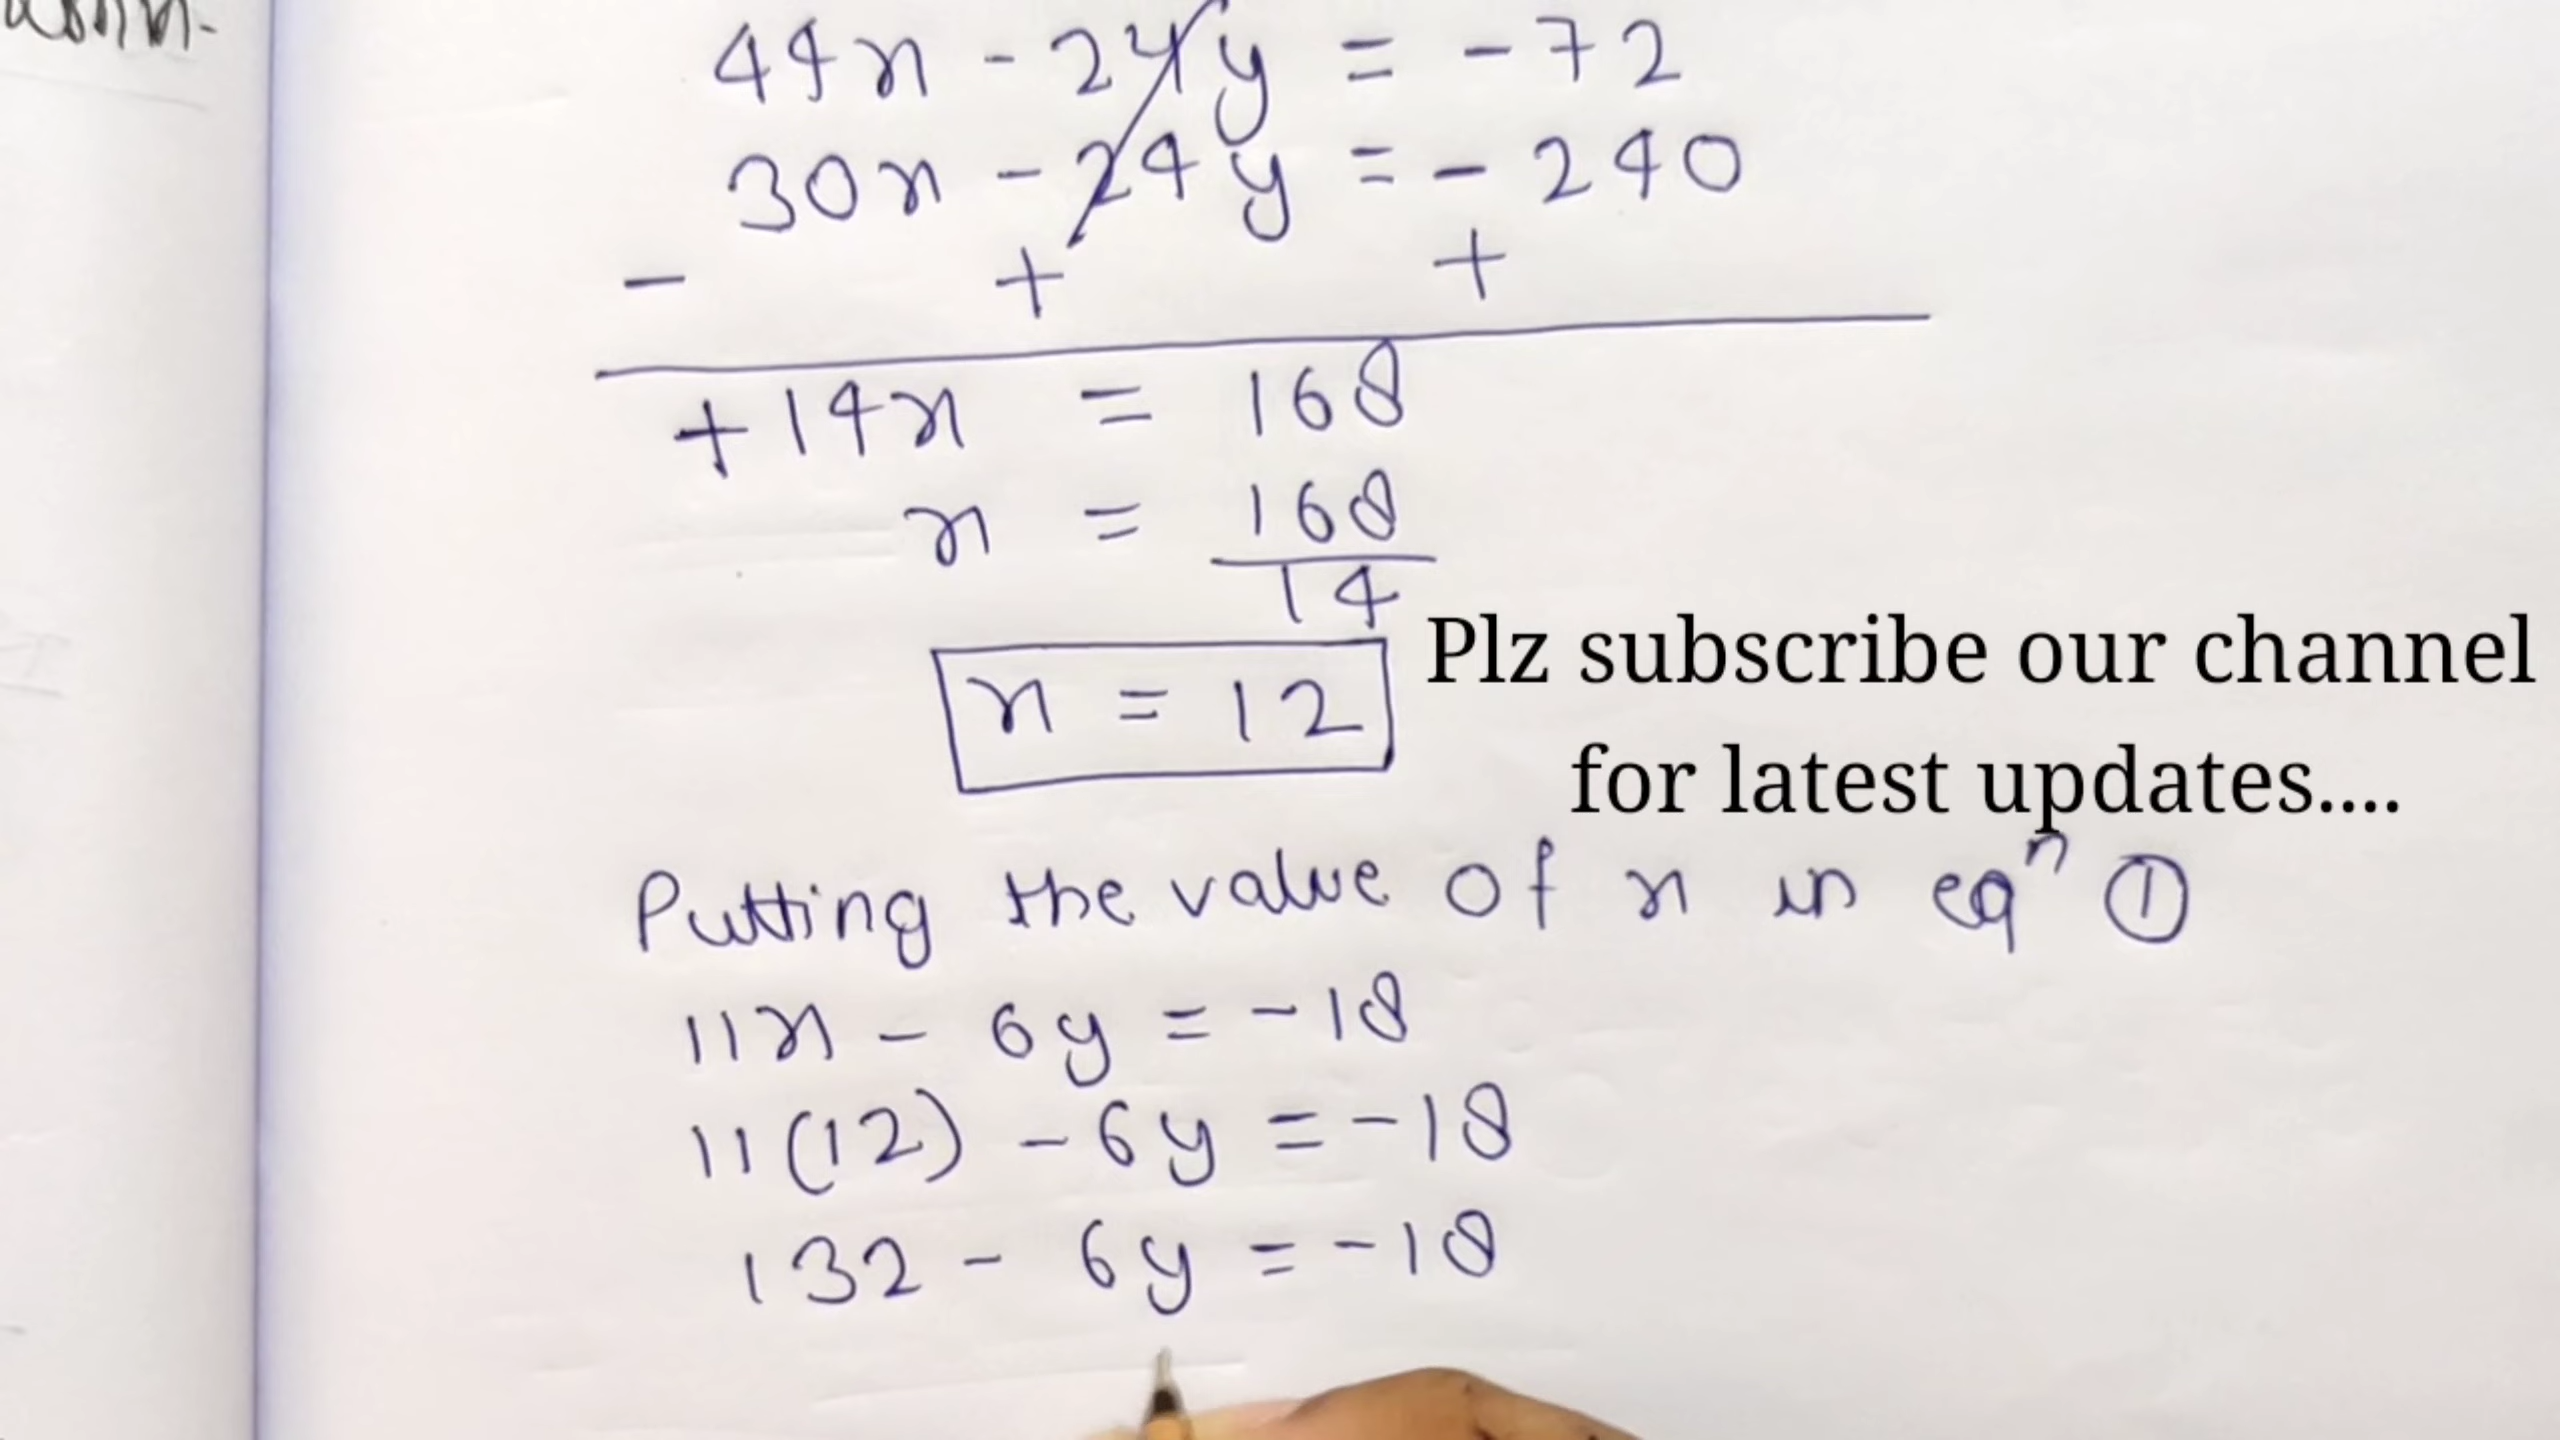 44x - 24y = -72
30x - 24y = - 240
- + +
+14x = 168
x = 168
14
x = 12
Plz subscribe our channel
for latest updates....
Putting the value of x in eqⁿ ①
11x - 6y = -18
11(12) - 6y = -18
132 - 6y = -18